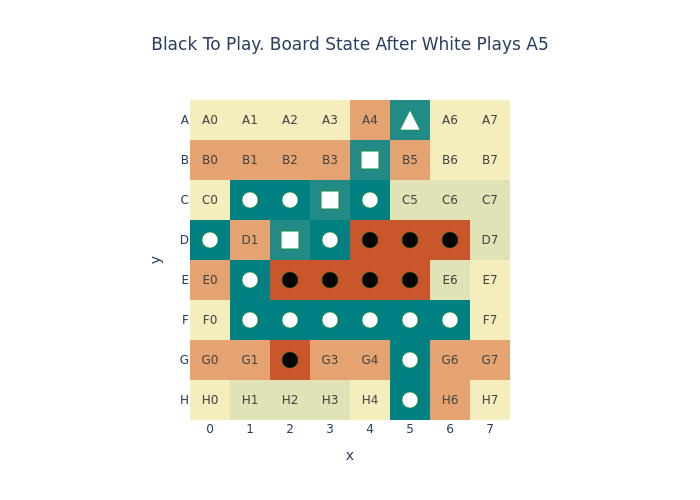 Black To Play. Board State After White Plays A5
A A0 A1 A2 A3 A4 A6 A7
B B0 B1 B2 B3 B5 B6 B7
C C0 C5 C6 C7
D D1 D7
y
E E0 E6 E7
F F0 F7
G G0 G1 G3 G4 G6 G7
H H0 H1 H2 H3 H4 H6 H7
0 1 2 3 4 5 6 7
x